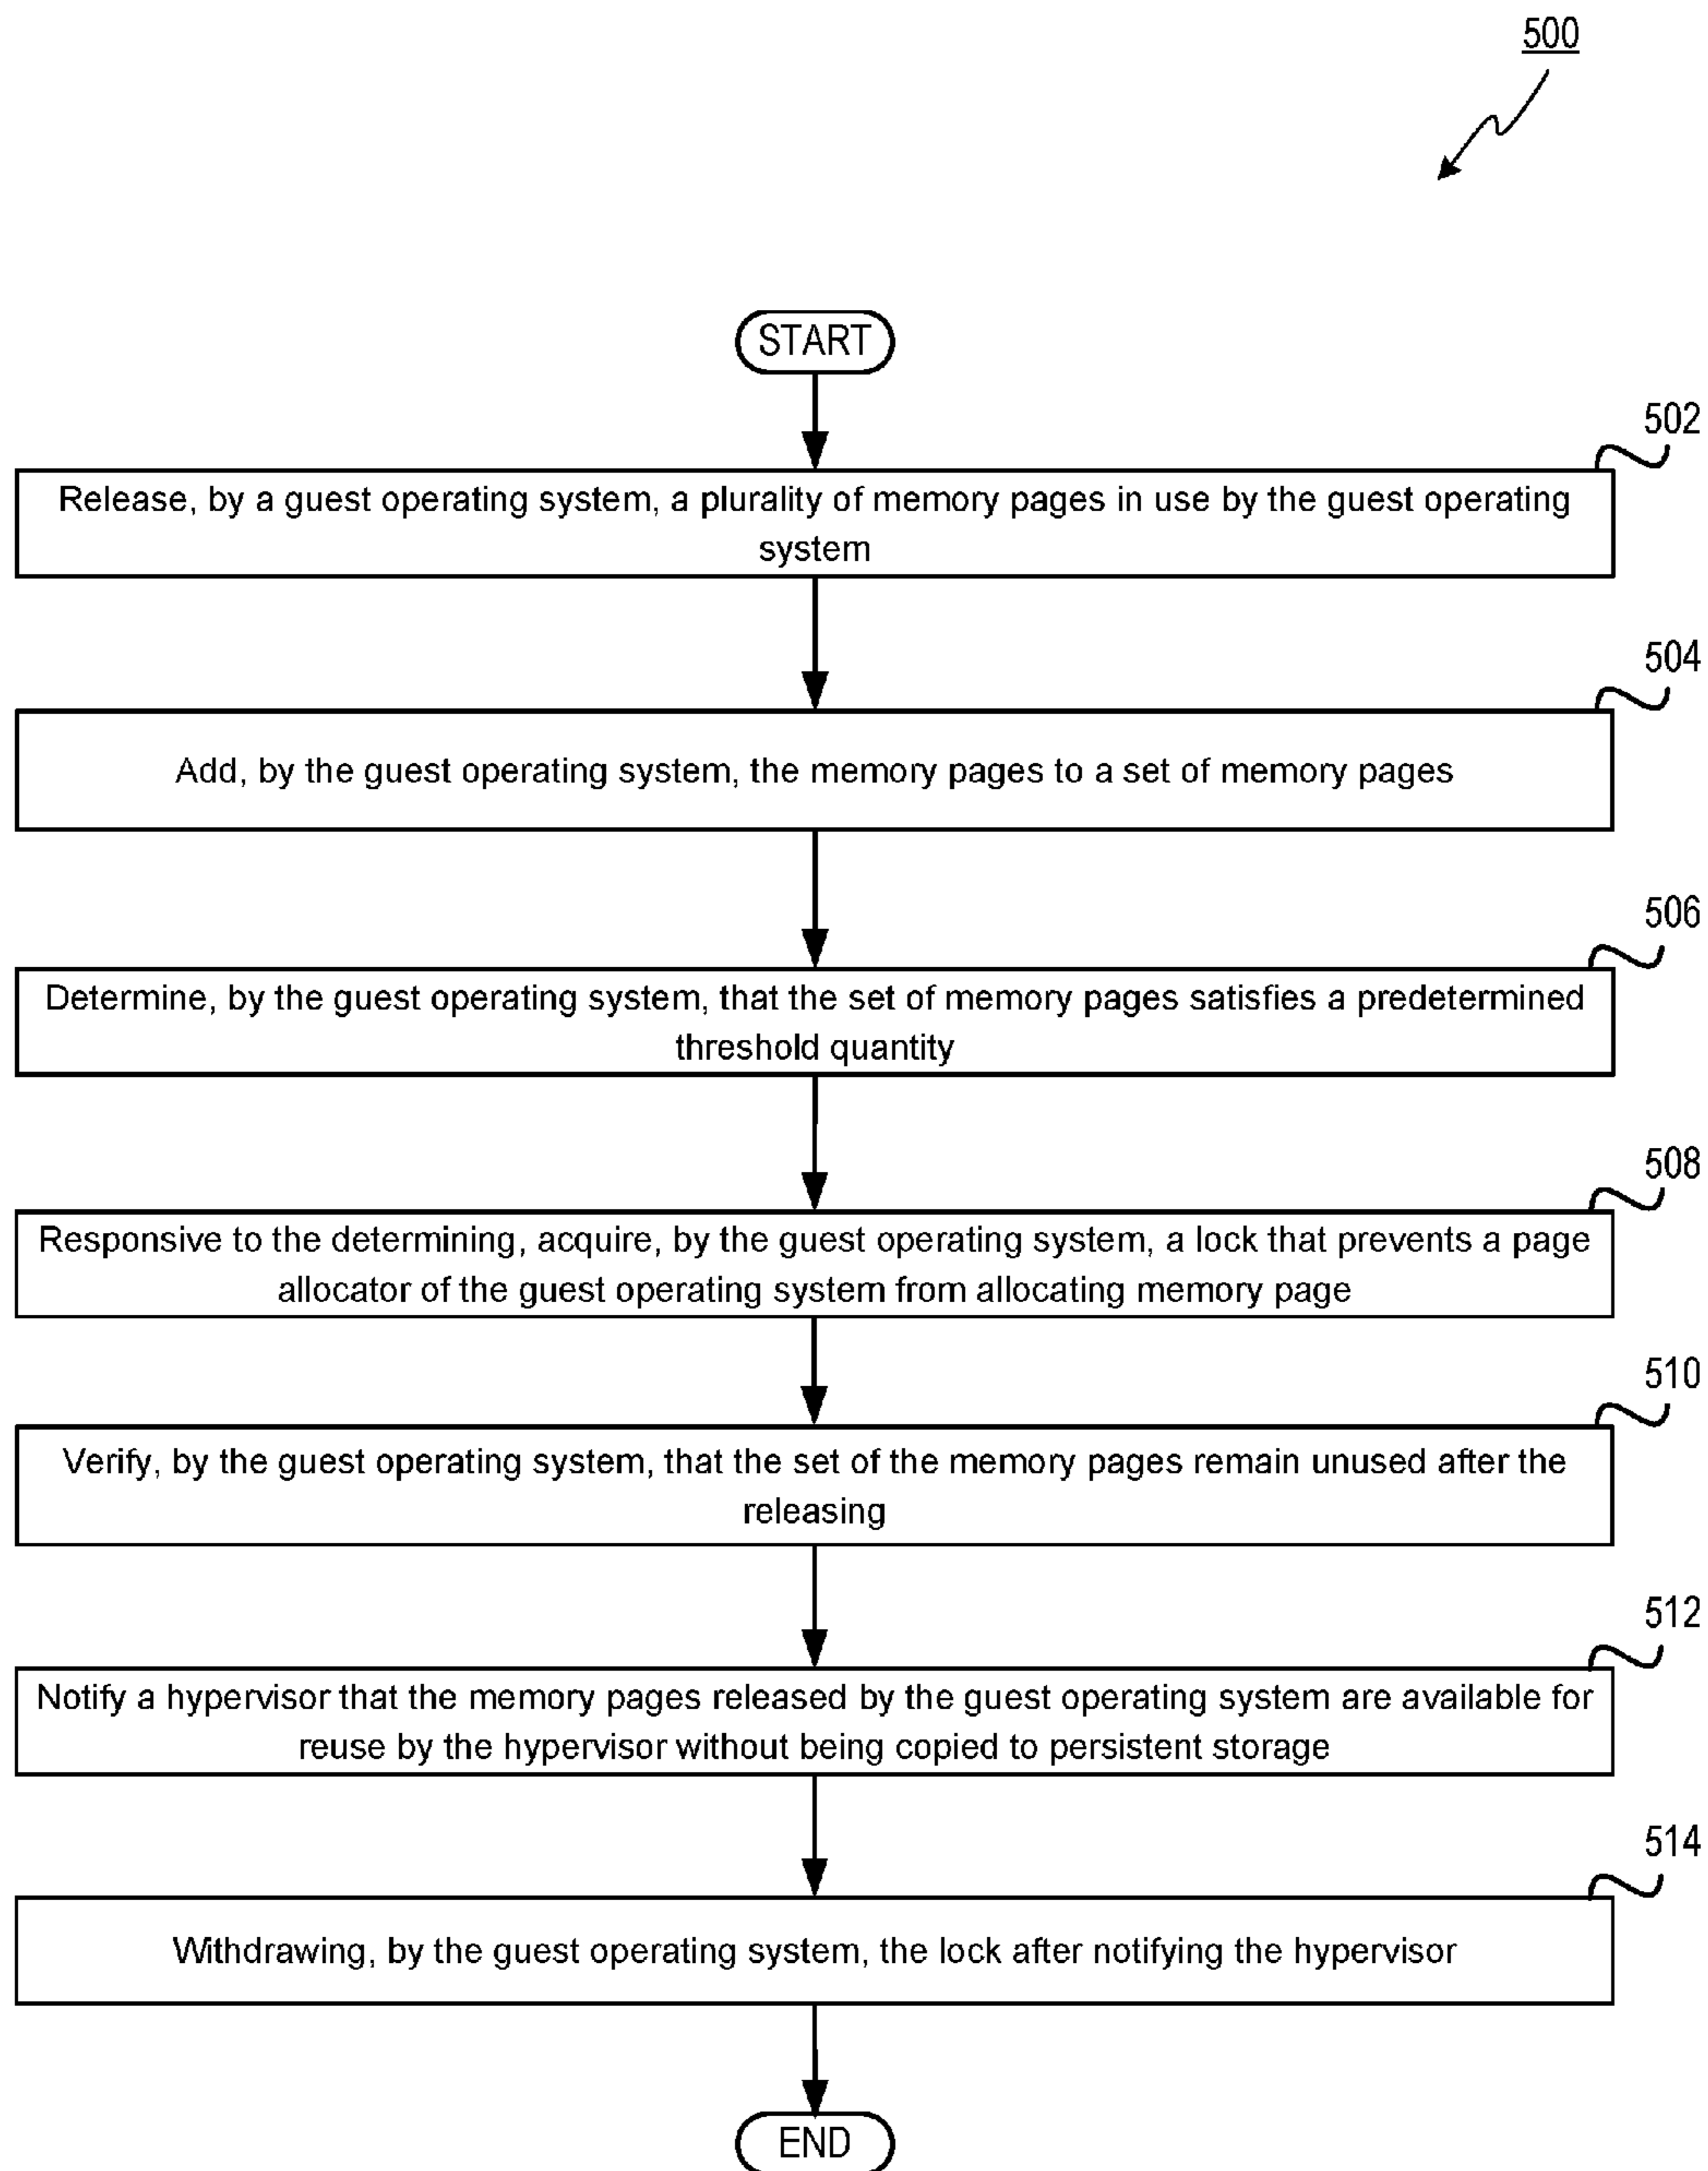 500
START
502
Release, by a guest operating system, a plurality of memory pages in use by the guest operating
system
504
Add, by the guest operating system, the memory pages to a set of memory pages
506
Determine, by the guest operating system, that the set of memory pages satisfies a predetermined
threshold quantity
508
Responsive to the determining, acquire, by the guest operating system, a lock that prevents a page
allocator of the guest operating system from allocating memory page
510
Verify, by the guest operating system, that the set of the memory pages remain unused after the
releasing
512
Notify a hypervisor that the memory pages released by the guest operating system are available for
reuse by the hypervisor without being copied to persistent storage
514
Withdrawing, by the guest operating system, the lock after notifying the hypervisor
END